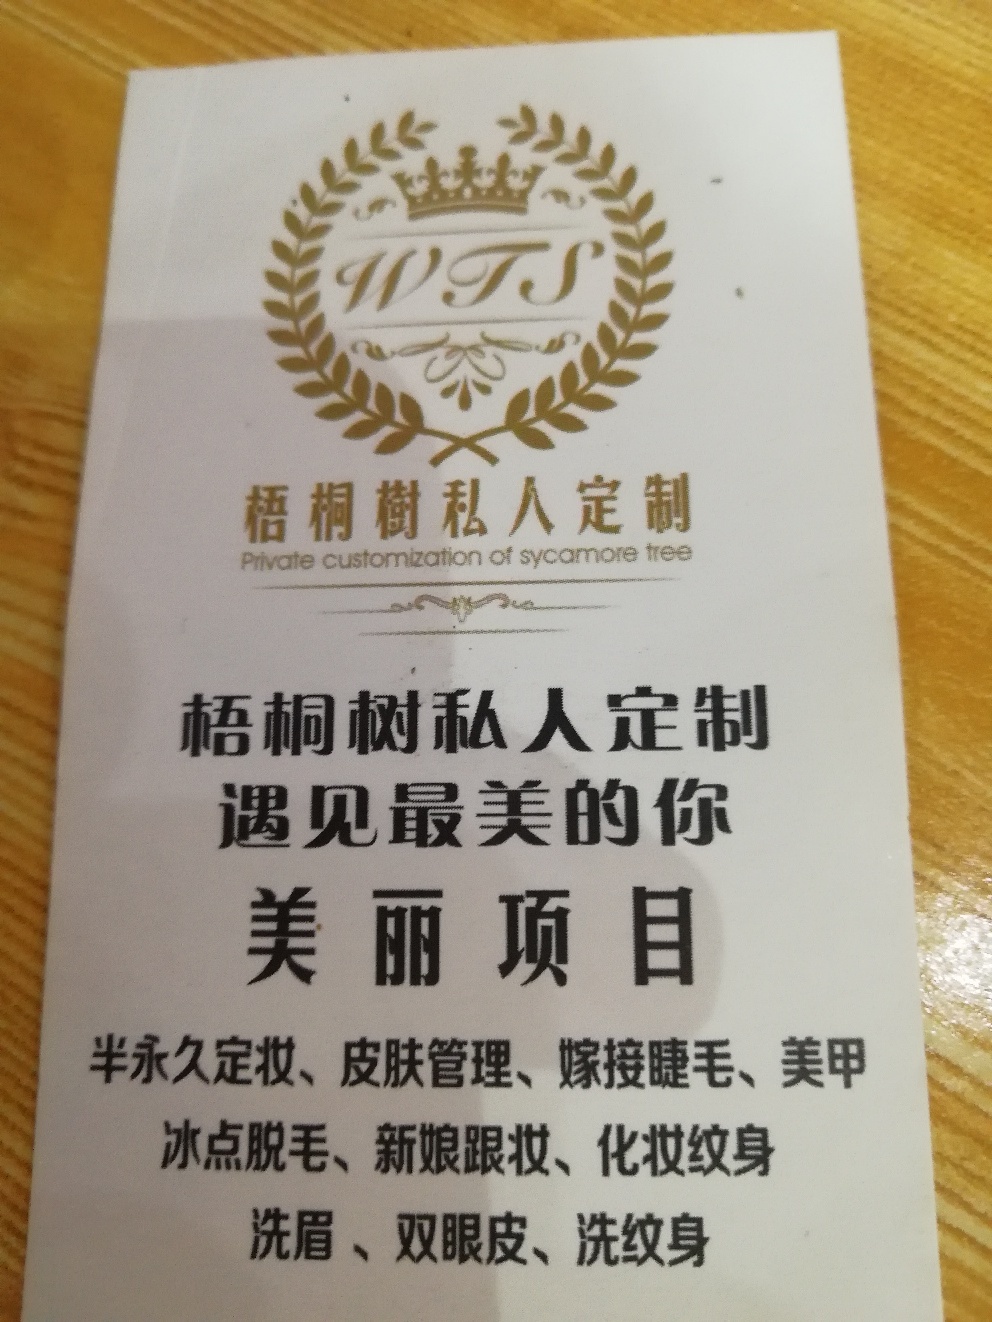 WTS
梧桐樹私人定制
Private customization of sycamore tree
梧桐树私人定制
遇见最美的你
美丽项目
半永久定妆、皮肤管理、嫁接睫毛、美甲
冰点脱毛、新娘跟妆、化妆纹身
洗眉、双眼皮、洗纹身